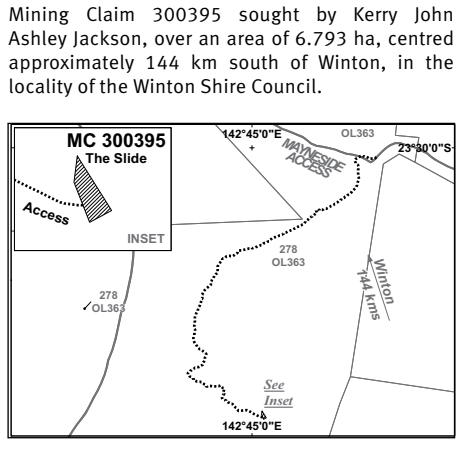 Mining Claim 300395 sought by Kerry John
Ashley Jackson, over an area of 6.793 ha, centred
approximately 144 km south of Winton, in the
locality of the Winton Shire Council.
MC 300395
The Slide
Access
INSET
142°45'0"E
OL363
MAYNESIDE
ACCESS
23°30'0"S
278
OL363
278
OL363
Winton
144 kms
See
Inset
142°45'0"E